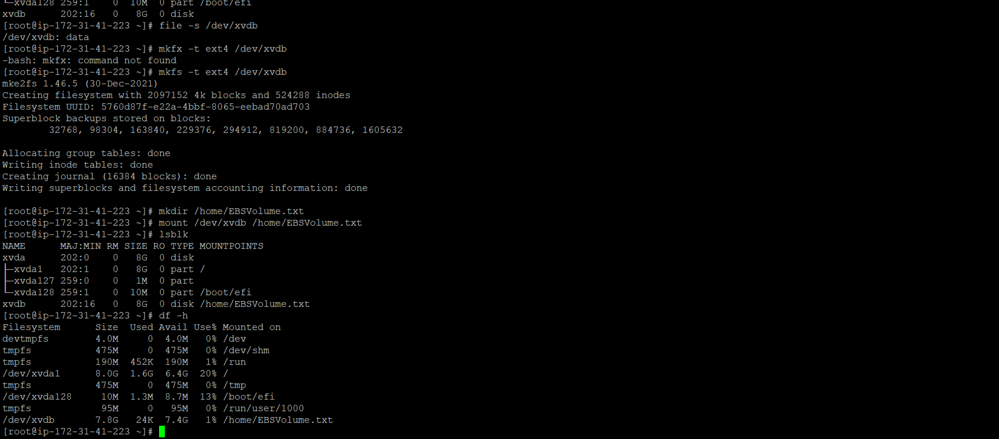 └─xvda128 259:1    0   10M  0 part /boot/efi
xvdb      202:16   0    8G  0 disk
[root@ip-172-31-41-223 ~]# file -s /dev/xvdb
/dev/xvdb: data
[root@ip-172-31-41-223 ~]# mkfx -t ext4 /dev/xvdb
-bash: mkfx: command not found
[root@ip-172-31-41-223 ~]# mkfs -t ext4 /dev/xvdb
mke2fs 1.46.5 (30-Dec-2021)
Creating filesystem with 2097152 4k blocks and 524288 inodes
Filesystem UUID: 5760d87f-e22a-4bbf-8065-eebad70ad703
Superblock backups stored on blocks:
        32768, 98304, 163840, 229376, 294912, 819200, 884736, 1605632
Allocating group tables: done
Writing inode tables: done
Creating journal (16384 blocks): done
Writing superblocks and filesystem accounting information: done
[root@ip-172-31-41-223 ~]# mkdir /home/EBSVolume.txt
[root@ip-172-31-41-223 ~]# mount /dev/xvdb /home/EBSVolume.txt
[root@ip-172-31-41-223 ~]# lsblk
NAME      MAJ:MIN RM SIZE RO TYPE MOUNTPOINTS
xvda      202:0    0   8G  0 disk
├─xvda1   202:1    0   8G  0 part /
├─xvda127 259:0    0   1M  0 part
└─xvda128 259:1    0  10M  0 part /boot/efi
xvdb      202:16   0   8G  0 disk /home/EBSVolume.txt
[root@ip-172-31-41-223 ~]# df -h
Filesystem      Size  Used Avail Use% Mounted on
devtmpfs        4.0M     0  4.0M   0% /dev
tmpfs           475M     0  475M   0% /dev/shm
tmpfs           190M  452K  190M   1% /run
/dev/xvda1      8.0G  1.6G  6.4G  20% /
tmpfs           475M     0  475M   0% /tmp
/dev/xvda128     10M  1.3M  8.7M  13% /boot/efi
tmpfs            95M     0   95M   0% /run/user/1000
/dev/xvdb       7.8G   24K  7.4G   1% /home/EBSVolume.txt
[root@ip-172-31-41-223 ~]#